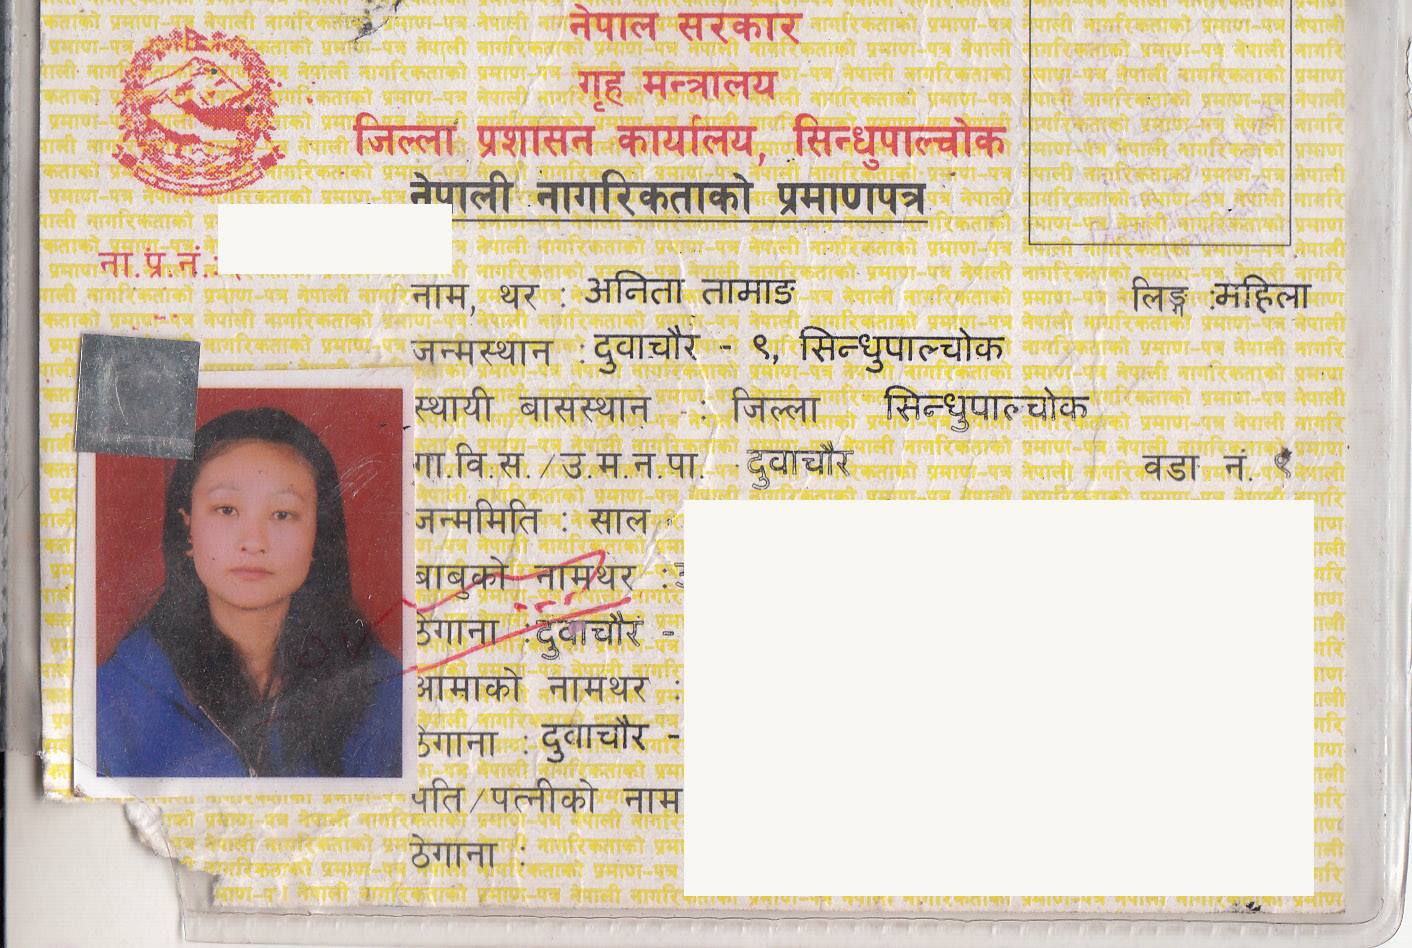 नेपाल सरकार
गृह मन्त्रालय
जिल्ला प्रशासन कार्यालय, सिन्धुपाल्चोक
नेपाली नागरिकताको प्रमाणपत्र
ना.प्र.नं.:
नाम, थर : अनिता तामाङ लिङ्ग :महिला
जन्मस्थान : दुवाचौर - ९, सिन्धुपाल्चोक
स्थायी बासस्थान : जिल्ला सिन्धुपाल्चोक
गा.वि.स./उ.म.न.पा. दुवाचौर वडा नं. ९
जन्ममिति : साल
बाबुको नामथर :
ठेगाना :दुवाचौर -
आमाको नामथर :
ठेगाना : दुवाचौर -
पति/पत्नीको नाम
ठेगाना :